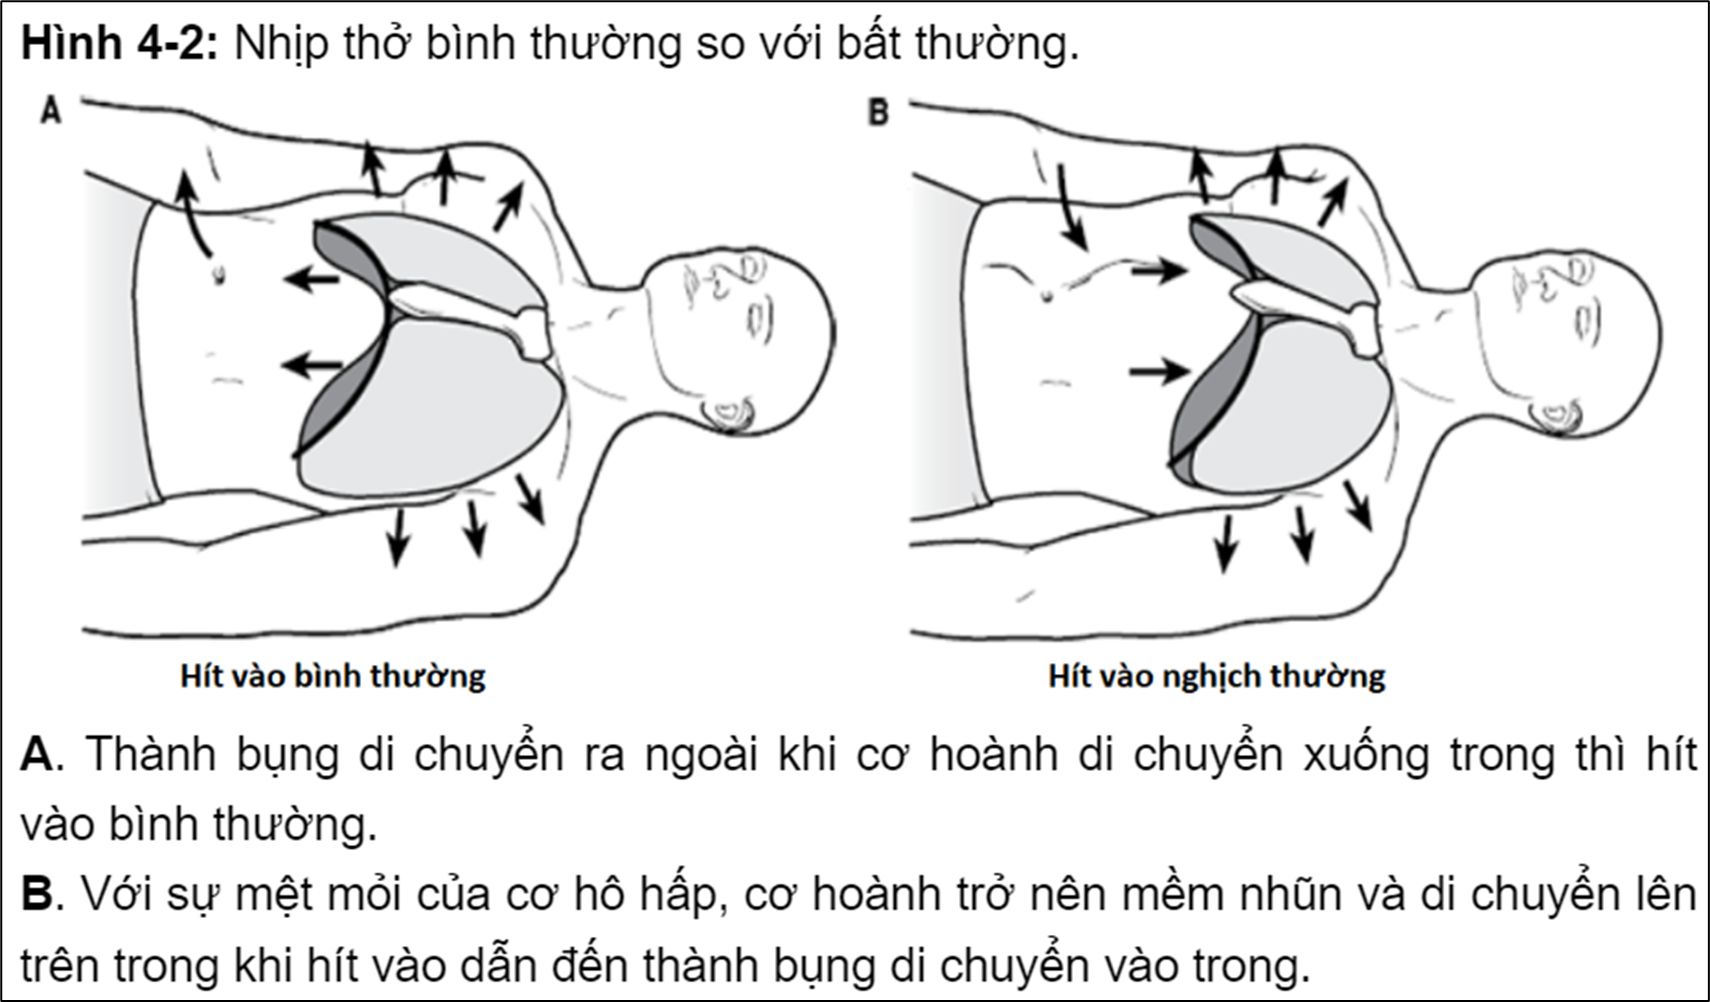 Hình 4-2: Nhịp thở bình thường so với bất thường.
A
B
Hít vào bình thường
Hít vào nghịch thường
A. Thành bụng di chuyển ra ngoài khi cơ hoành di chuyển xuống trong thì hít
vào bình thường.
B. Với sự mệt mỏi của cơ hô hấp, cơ hoành trở nên mềm nhũn và di chuyển lên
trên trong khi hít vào dẫn đến thành bụng di chuyển vào trong.